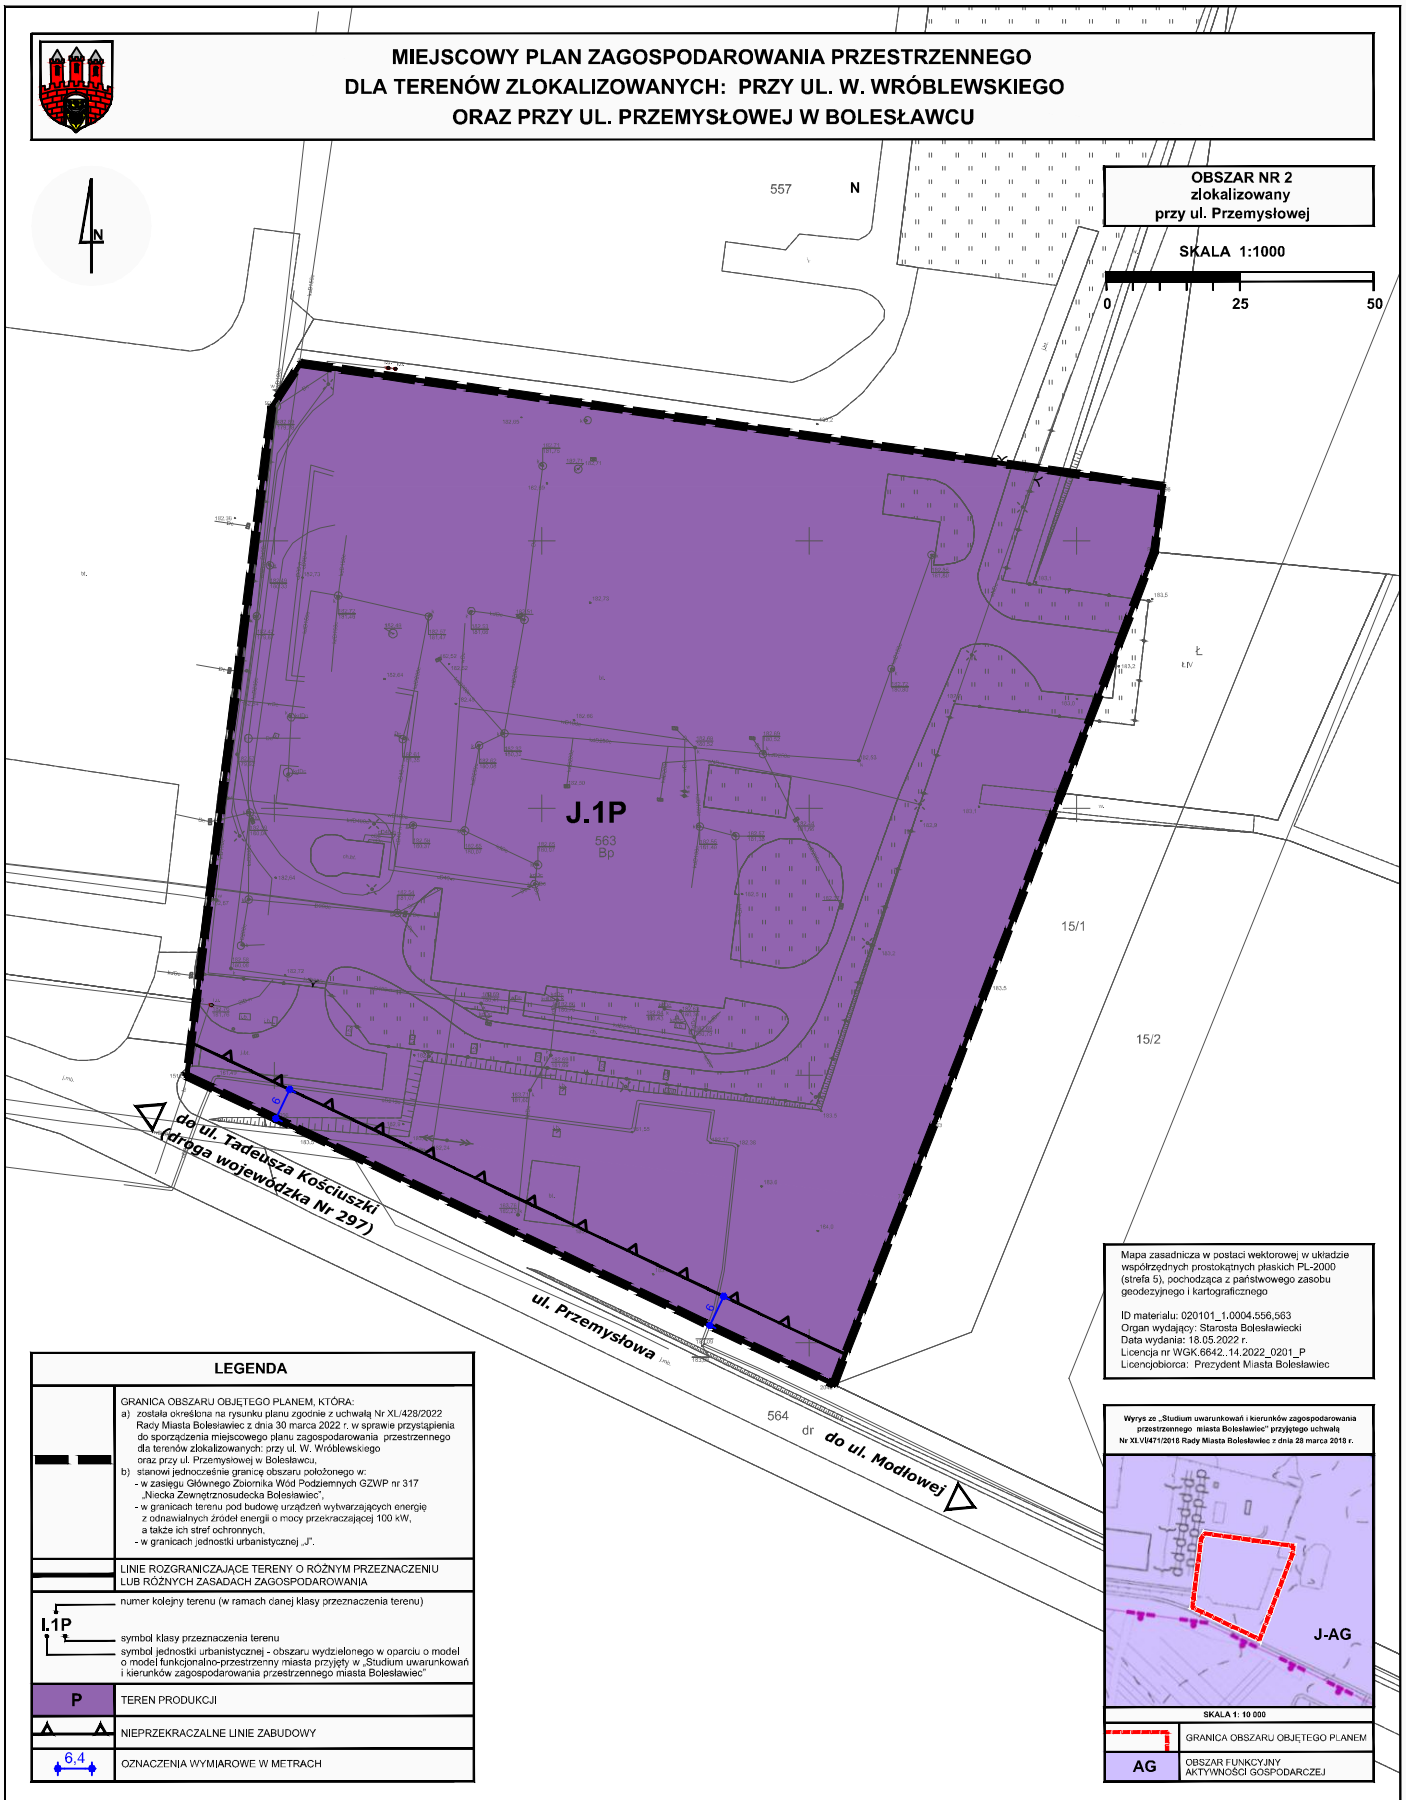 MIEJSCOWY PLAN ZAGOSPODAROWANIA PRZESTRZENNEGO
DLA TERENÓW ZLOKALIZOWANYCH: PRZY UL. W. WRÓBLEWSKIEGO
ORAZ PRZY UL. PRZEMYSŁOWEJ W BOLESŁAWCU
N
557
N
OBSZAR NR 2
zlokalizowany
przy ul. Przemysłowej
SKALA 1:1000
0 25 50
J.1P
563
Bp
Ł
ŁIV
15/1
15/2
6
6
do ul. Tadeusza Kościuszki
(droga wojewódzka Nr 297)
ul. Przemysłowa
564
dr
do ul. Modłowej
Mapa zasadnicza w postaci wektorowej w układzie
współrzędnych prostokątnych płaskich PL-2000
(strefa 5), pochodząca z państwowego zasobu
geodezyjnego i kartograficznego
ID materiału: 020101_1.0004.556,563
Organ wydający: Starosta Bolesławiecki
Data wydania: 18.05.2022 r.
Licencja nr WGK.6642..14.2022_0201_P
Licencjobiorca: Prezydent Miasta Bolesławiec
LEGENDA
GRANICA OBSZARU OBJĘTEGO PLANEM, KTÓRA:
a) została określona na rysunku planu zgodnie z uchwałą Nr XL/428/2022
Rady Miasta Bolesławiec z dnia 30 marca 2022 r. w sprawie przystąpienia
do sporządzenia miejscowego planu zagospodarowania przestrzennego
dla terenów zlokalizowanych: przy ul. W. Wróblewskiego
oraz przy ul. Przemysłowej w Bolesławcu,
b) stanowi jednocześnie granicę obszaru położonego w:
- w zasięgu Głównego Zbiornika Wód Podziemnych GZWP nr 317
„Niecka Zewnętrznosudecka Bolesławiec”,
- w granicach terenu pod budowę urządzeń wytwarzających energię
z odnawialnych źródeł energii o mocy przekraczającej 100 kW,
a także ich stref ochronnych,
- w granicach jednostki urbanistycznej „J”.
LINIE ROZGRANICZAJĄCE TERENY O RÓŻNYM PRZEZNACZENIU
LUB RÓŻNYCH ZASADACH ZAGOSPODAROWANIA
numer kolejny terenu (w ramach danej klasy przeznaczenia terenu)
I.1P
symbol klasy przeznaczenia terenu
symbol jednostki urbanistycznej - obszaru wydzielonego w oparciu o model
o model funkcjonalno-przestrzenny miasta przyjęty w „Studium uwarunkowań
i kierunków zagospodarowania przestrzennego miasta Bolesławiec”
P TEREN PRODUKCJI
NIEPRZEKRACZALNE LINIE ZABUDOWY
6,4 OZNACZENIA WYMIAROWE W METRACH
Wyrys ze „Studium uwarunkowań i kierunków zagospodarowania
przestrzennego miasta Bolesławiec” przyjętego uchwałą
Nr XLVI/471/2018 Rady Miasta Bolesławiec z dnia 28 marca 2018 r.
J-AG
SKALA 1: 10 000
GRANICA OBSZARU OBJĘTEGO PLANEM
AG OBSZAR FUNKCYJNY
AKTYWNOŚCI GOSPODARCZEJ